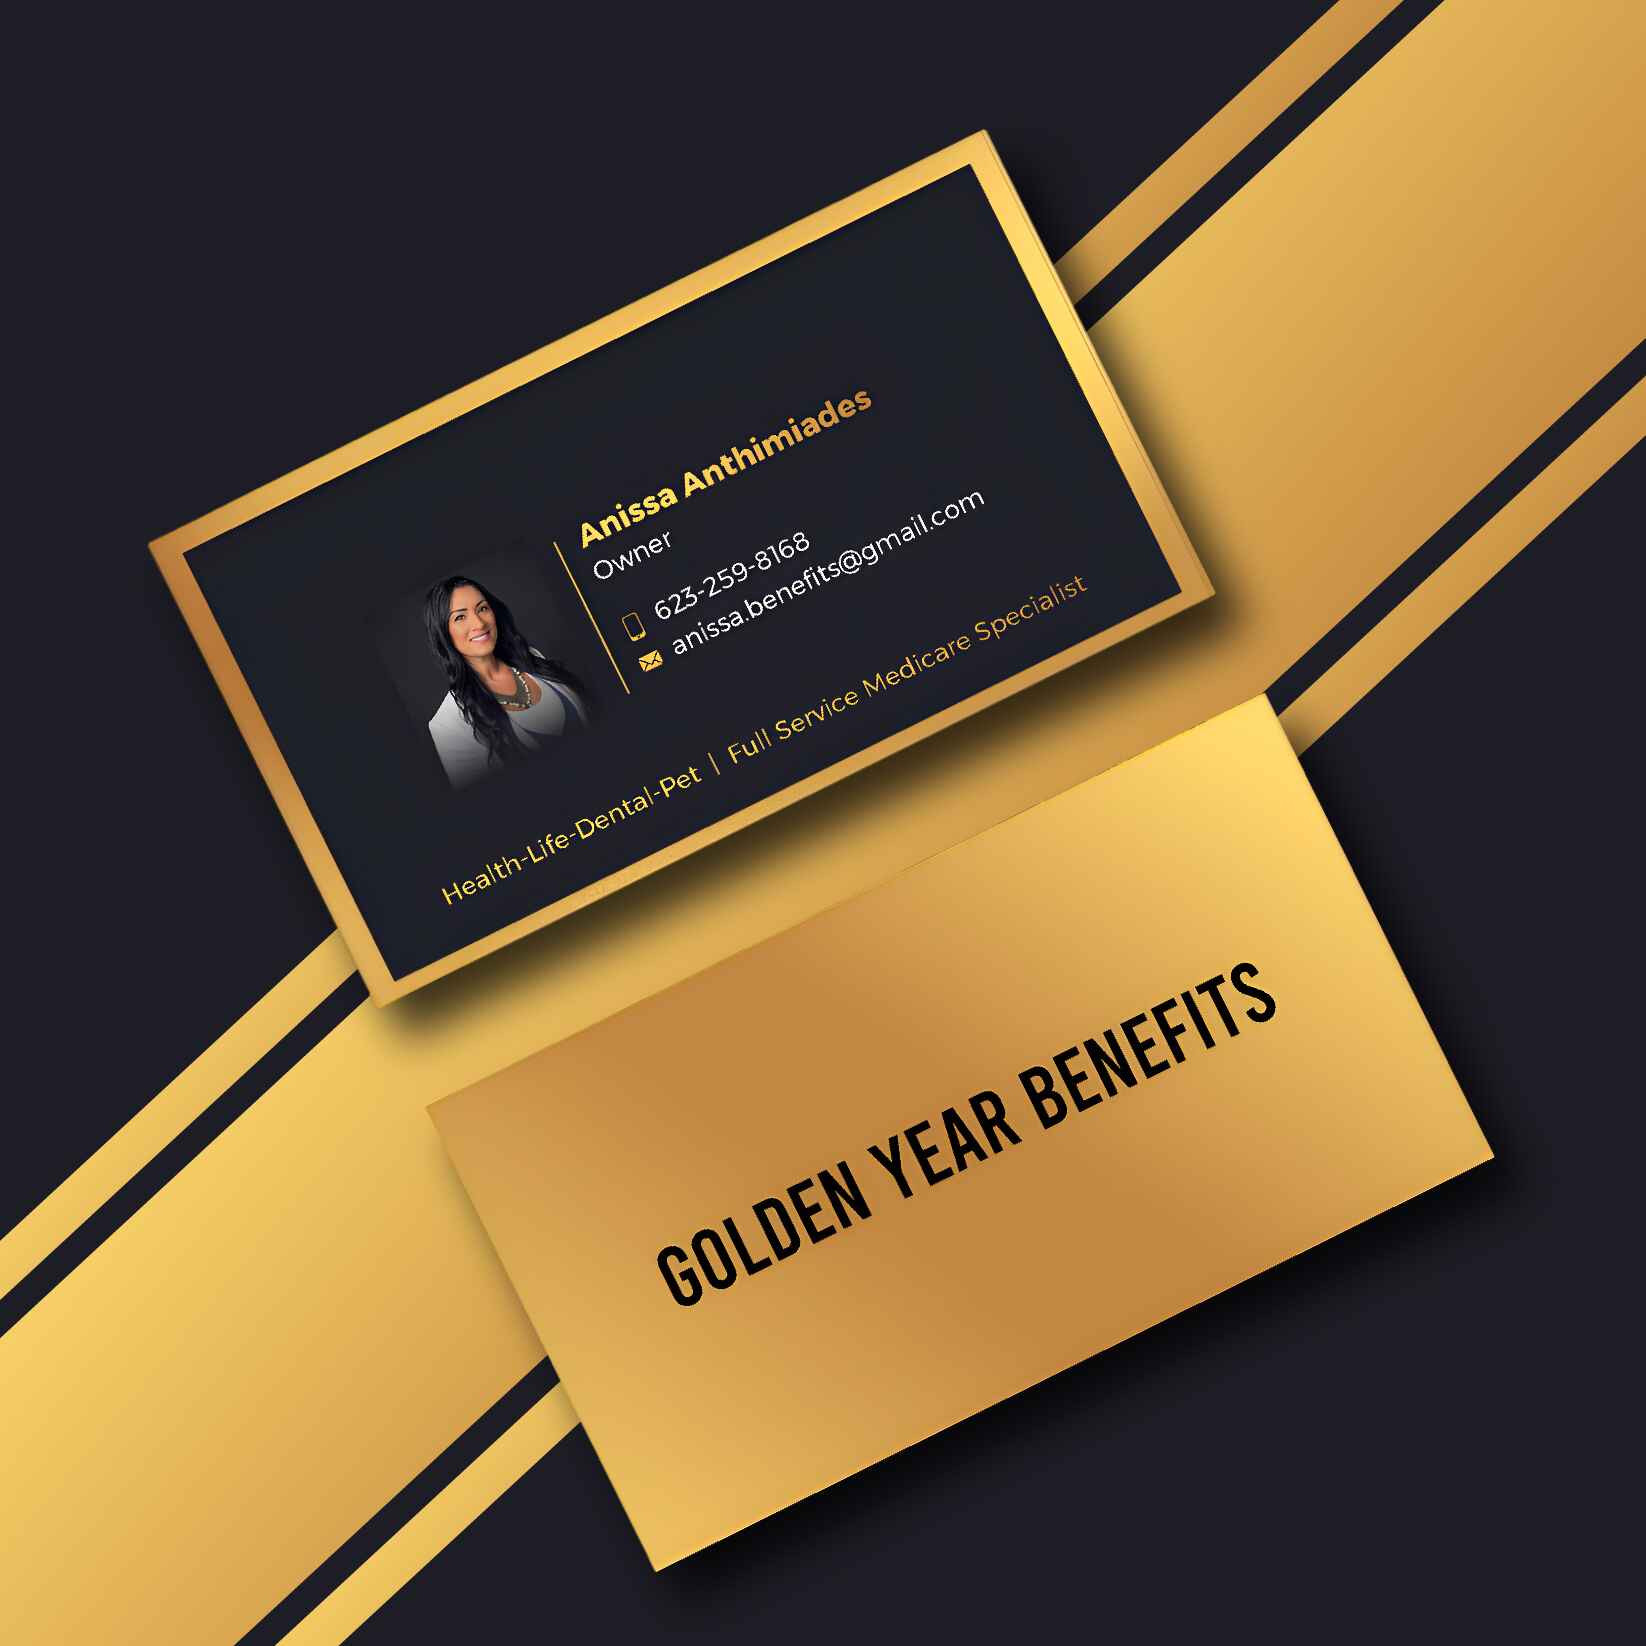 Anissa Anthimiades
Owner
623-259-8168
anissa.benefits@gmail.com
Health-Life-Dental-Pet | Full Service Medicare Specialist
GOLDEN YEAR BENEFITS